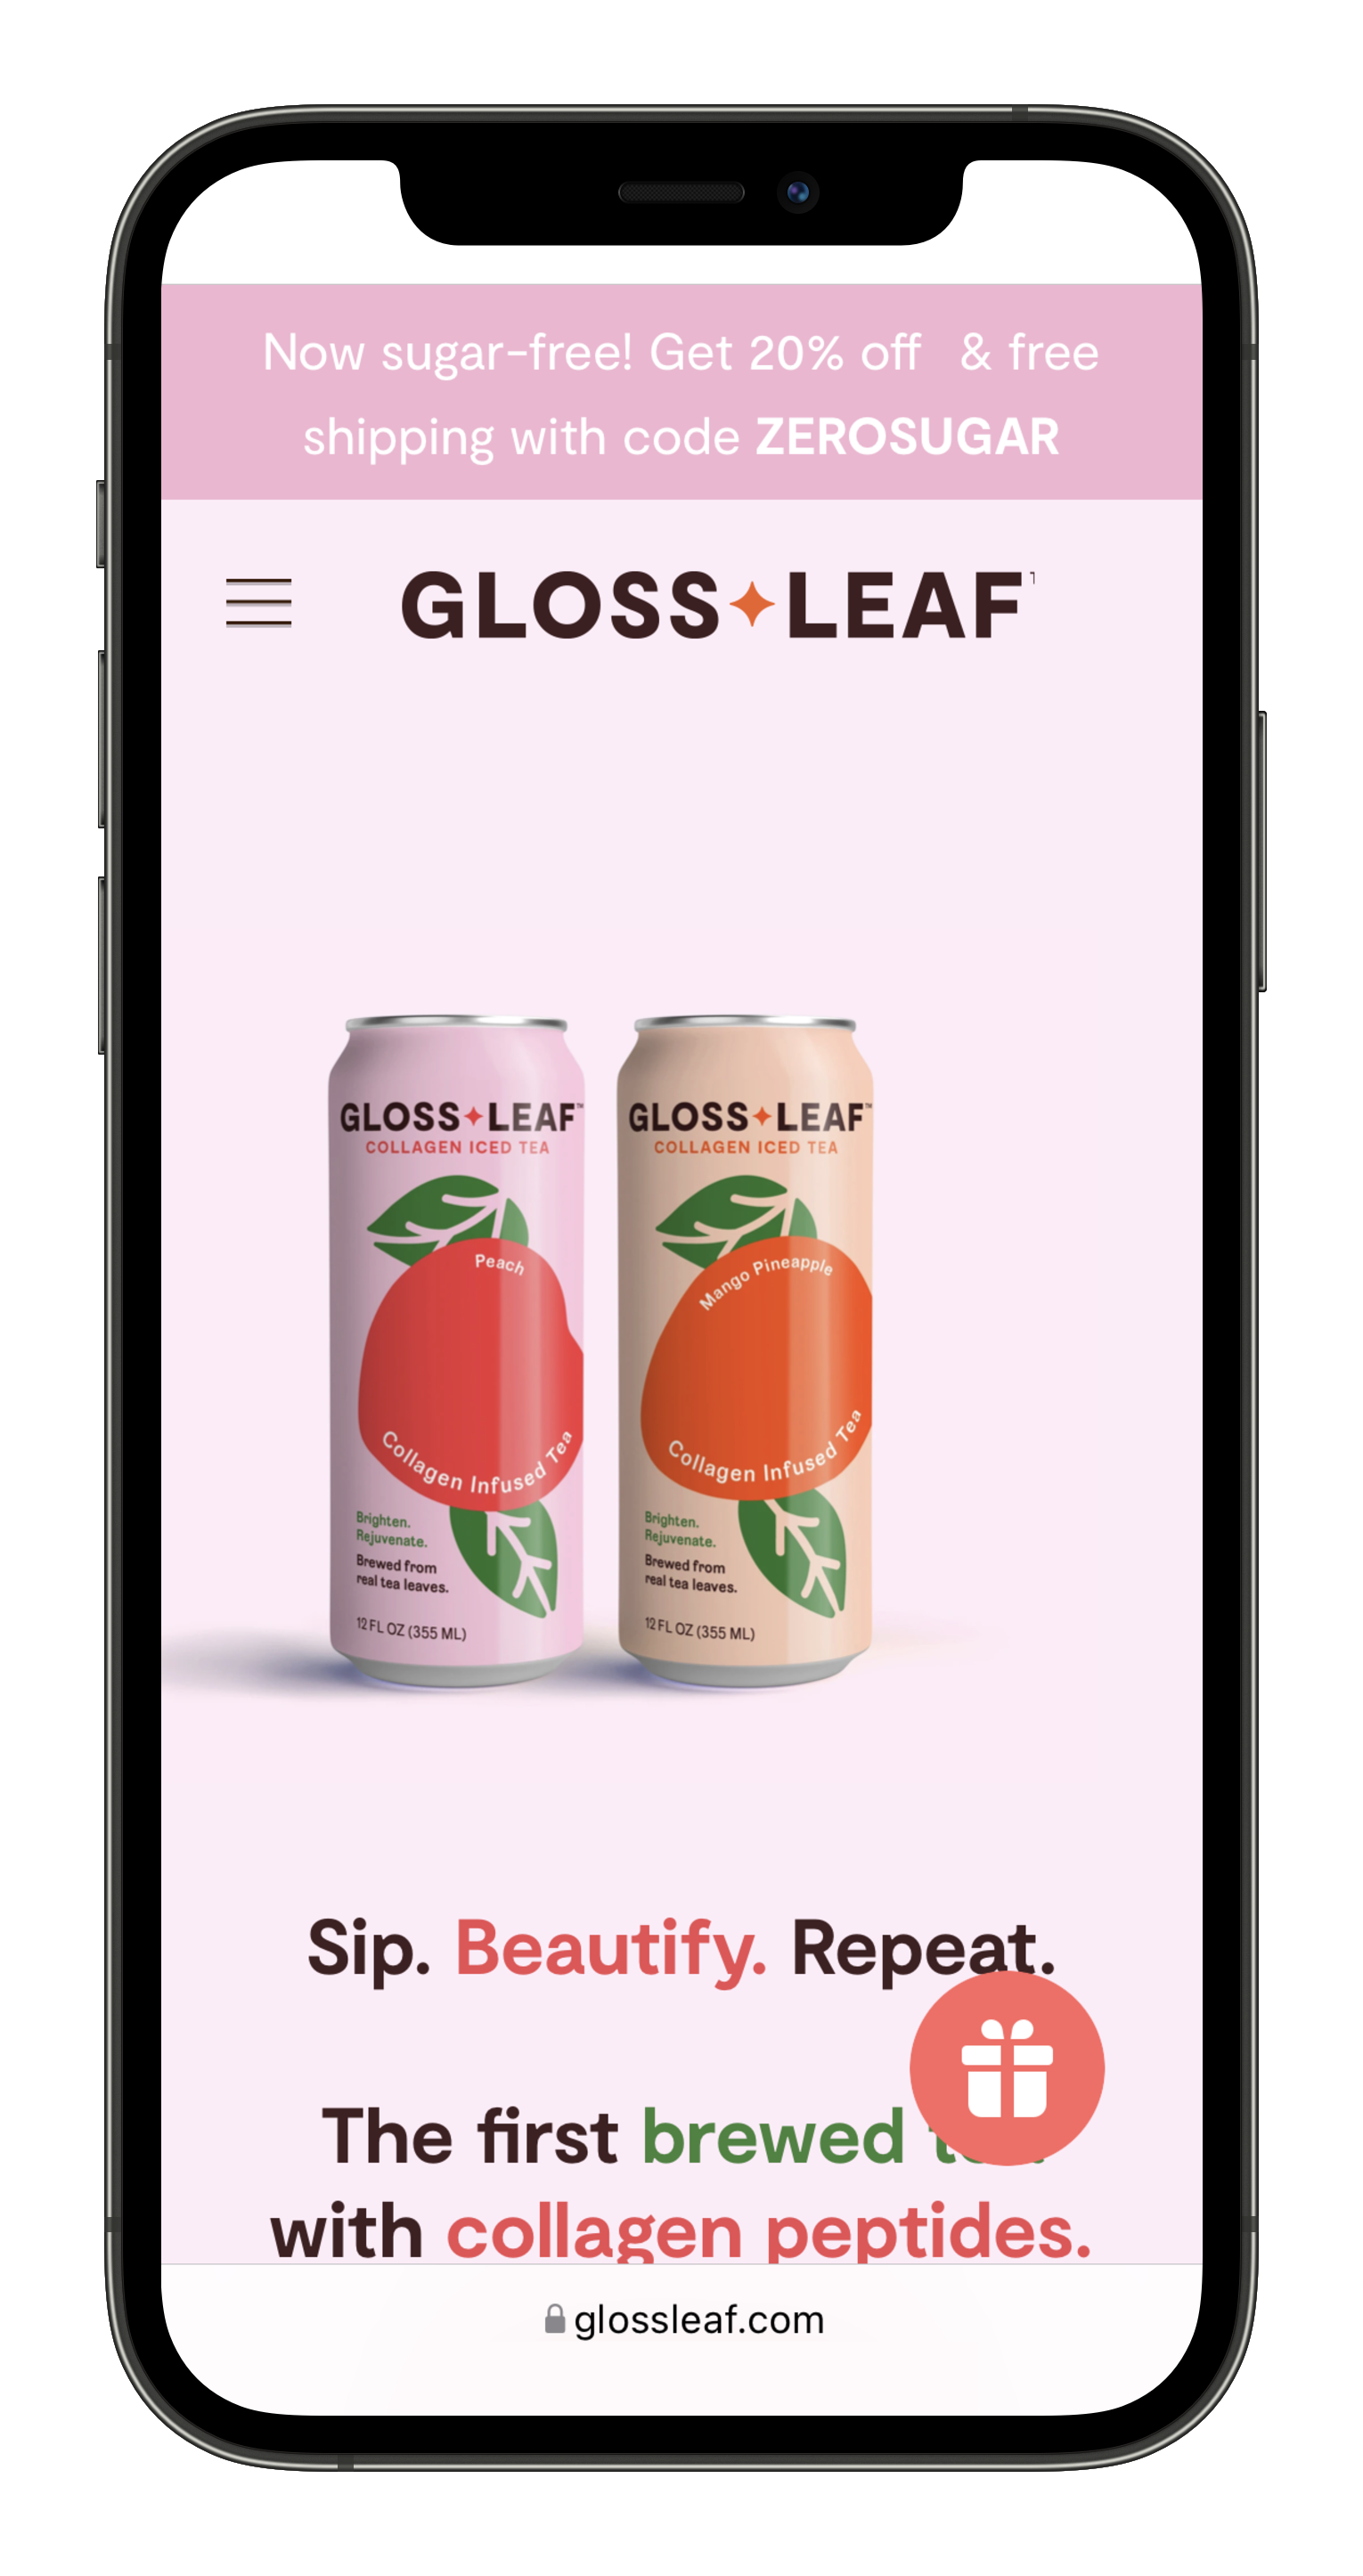 Now sugar-free! Get 20% off & free
shipping with code ZEROSUGAR
GLOSS✦LEAF
GLOSS✦LEAF™
COLLAGEN ICED TEA
Peach
Collagen Infused Tea
Brighten.
Rejuvenate.
Brewed from
real tea leaves.
12 FL OZ (355 ML)
GLOSS✦LEAF™
COLLAGEN ICED TEA
Mango Pineapple
Collagen Infused Tea
Brighten.
Rejuvenate.
Brewed from
real tea leaves.
12 FL OZ (355 ML)
Sip. Beautify. Repeat.
The first brewed
with collagen peptides.
glossleaf.com